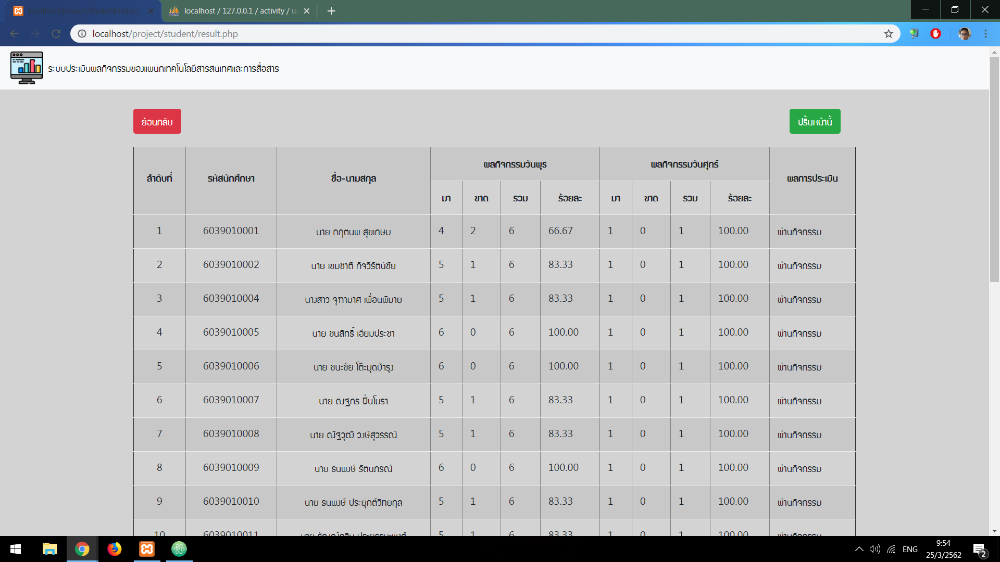 localhost/project/student/result.
localhost / 127.0.0.1 / activity / us
localhost/project/student/result.php
ระบบประเมินผลกิจกรรมของแผนกเทคโนโลยีสารสนเทศและการสื่อสาร
ย้อนกลับ ปริ้นหน้านี้
ลำดับที่ รหัสนักศึกษา ชื่อ-นามสกุล ผลกิจกรรมวันพุธ ผลกิจกรรมวันศุกร์ ผลการประเมิน
มา ขาด รวม ร้อยละ มา ขาด รวม ร้อยละ
1 6039010001 นาย กฤตนพ สุขเกษม 4 2 6 66.67 1 0 1 100.00 ผ่านกิจกรรม
2 6039010002 นาย เขมชาติ กิจวิรัตน์ชัย 5 1 6 83.33 1 0 1 100.00 ผ่านกิจกรรม
3 6039010004 นางสาว จุฑามาศ เพื่อนพิมาย 5 1 6 83.33 1 0 1 100.00 ผ่านกิจกรรม
4 6039010005 นาย ชนสิทธิ์ เอี่ยมประชา 6 0 6 100.00 1 0 1 100.00 ผ่านกิจกรรม
5 6039010006 นาย ชนะชัย โต๊ะมุดบำรุง 6 0 6 100.00 1 0 1 100.00 ผ่านกิจกรรม
6 6039010007 นาย ณฐกร ปิ่นโมรา 5 1 6 83.33 1 0 1 100.00 ผ่านกิจกรรม
7 6039010008 นาย ณัฐวุฒิ วงษ์สุวรรณ์ 5 1 6 83.33 1 0 1 100.00 ผ่านกิจกรรม
8 6039010009 นาย ธนพงษ์ รัตนภรณ์ 6 0 6 100.00 1 0 1 100.00 ผ่านกิจกรรม
9 6039010010 นาย ธนพงษ์ ประยุกต์วิทยกุล 5 1 6 83.33 1 0 1 100.00 ผ่านกิจกรรม
10 6039010011 นาย 5 1 6 83.33 1 0 1 100.00 ผ่านกิจกรรม
ENG
9:54
25/3/2562
2